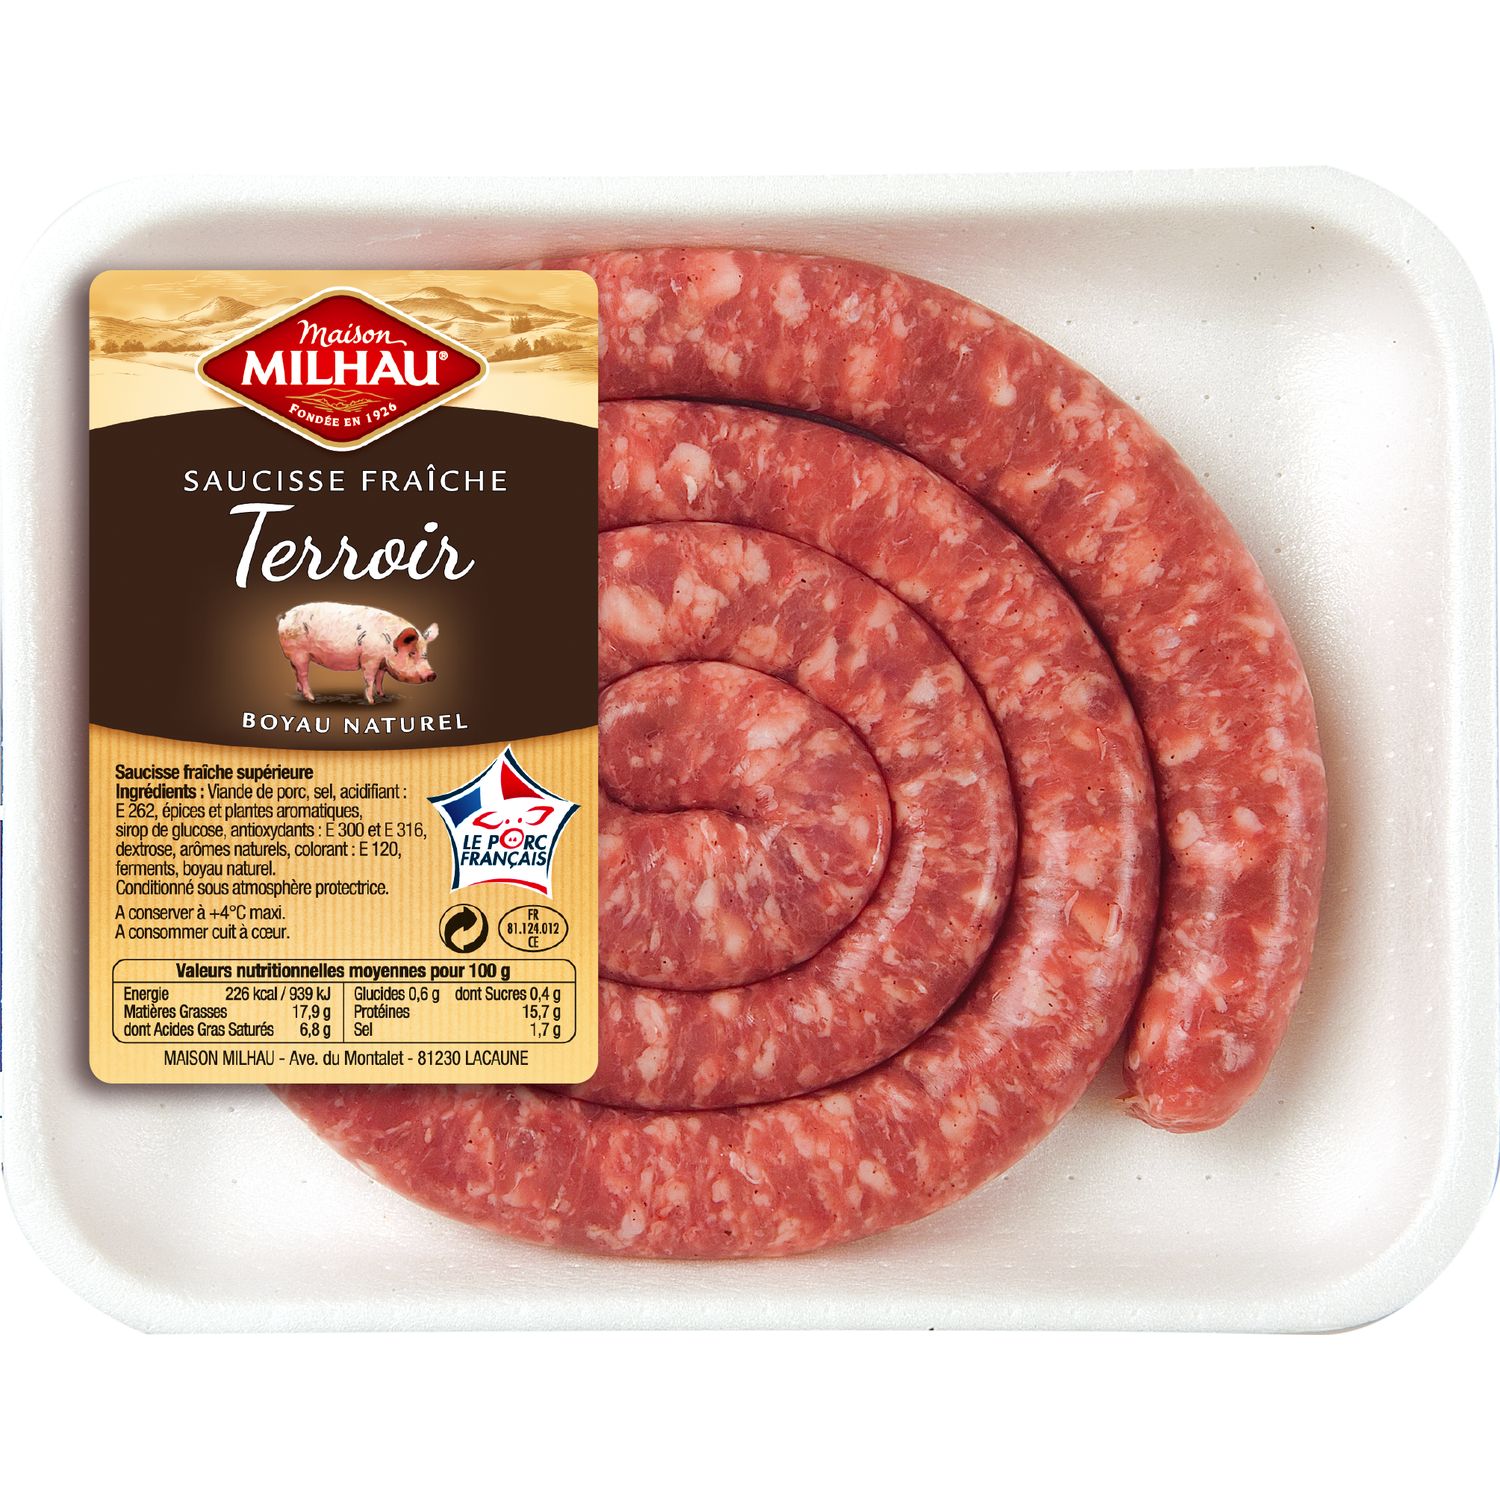 Maison
MILHAU®
FONDÉE EN 1926
SAUCISSE FRAÎCHE
Terroir
BOYAU NATUREL
Saucisse fraîche supérieure
Ingrédients : Viande de porc, sel, acidifiant :
E 262, épices et plantes aromatiques,
sirop de glucose, antioxydants : E 300 et E 316,
dextrose, arômes naturels, colorant : E 120,
ferments, boyau naturel.
Conditionné sous atmosphère protectrice.
A conserver à +4°C maxi.
A consommer cuit à cœur.
LE PORC
FRANÇAIS
FR
81.124.012
CE
Valeurs nutritionnelles moyennes pour 100 g
Energie 226 kcal / 939 kJ Glucides 0,6 g dont Sucres 0,4 g
Matières Grasses 17,9 g Protéines 15,7 g
dont Acides Gras Saturés 6,8 g Sel 1,7 g
MAISON MILHAU - Ave. du Montalet - 81230 LACAUNE